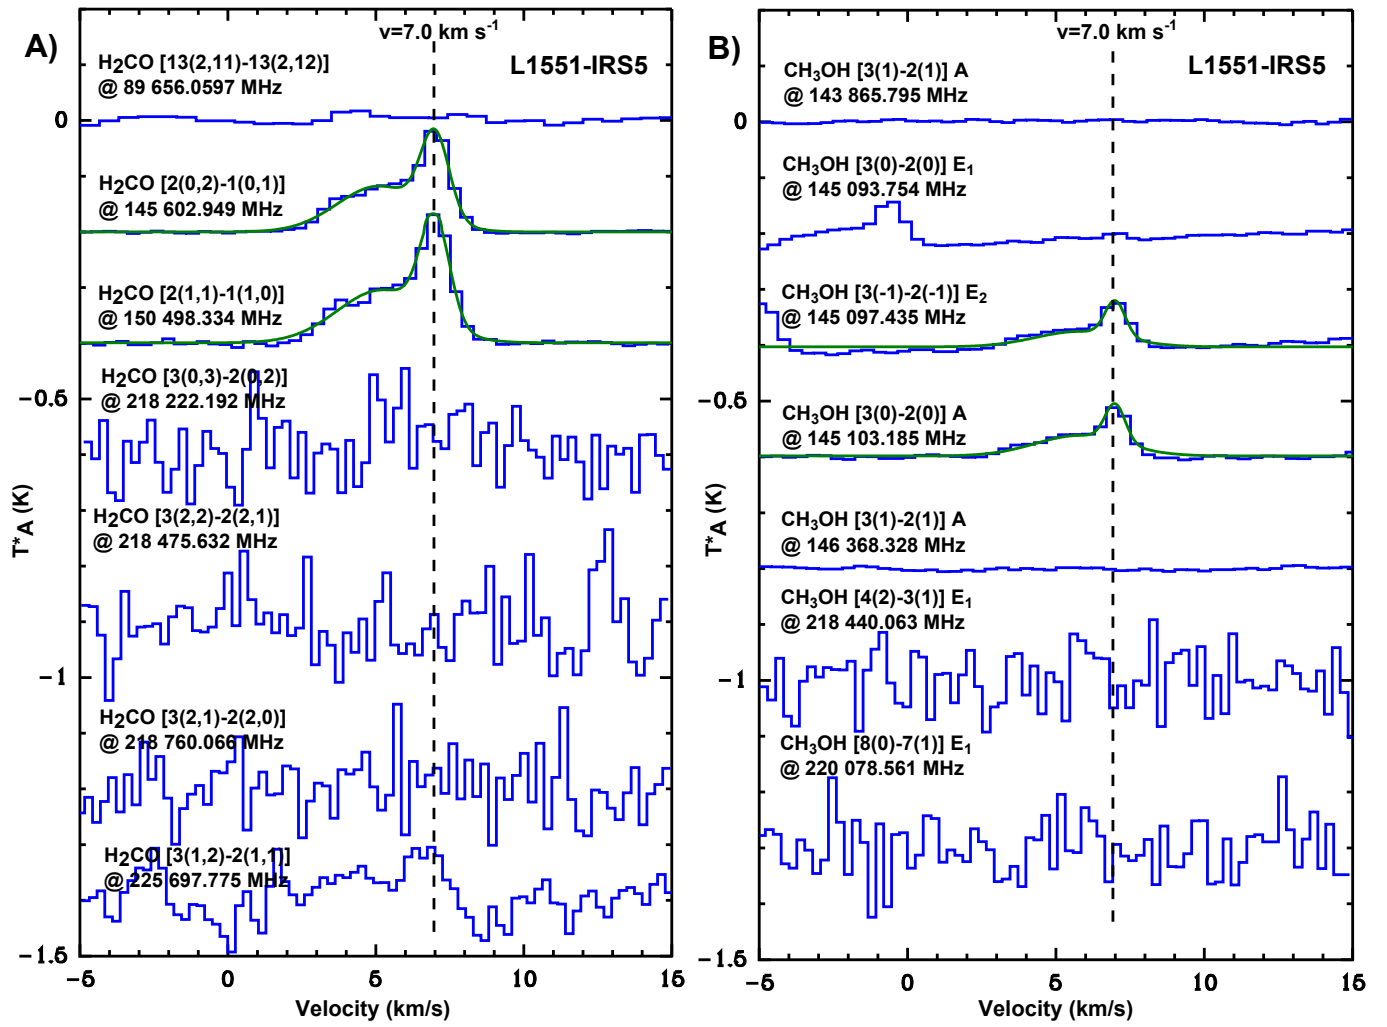 A)
v=7.0 km s⁻¹
L1551-IRS5
H₂CO [13(2,11)-13(2,12)]
@ 89 656.0597 MHz
H₂CO [2(0,2)-1(0,1)]
@ 145 602.949 MHz
H₂CO [2(1,1)-1(1,0)]
@ 150 498.334 MHz
H₂CO [3(0,3)-2(0,2)]
@ 218 222.192 MHz
H₂CO [3(2,2)-2(2,1)]
@ 218 475.632 MHz
H₂CO [3(2,1)-2(2,0)]
@ 218 760.066 MHz
H₂CO [3(1,2)-2(1,1)]
@ 225 697.775 MHz
0
−0.5
−1
−1.5
T*A (K)
−5 0 5 10 15
Velocity (km/s)
B)
v=7.0 km s⁻¹
L1551-IRS5
CH₃OH [3(1)-2(1)] A
@ 143 865.795 MHz
CH₃OH [3(0)-2(0)] E₁
@ 145 093.754 MHz
CH₃OH [3(-1)-2(-1)] E₂
@ 145 097.435 MHz
CH₃OH [3(0)-2(0)] A
@ 145 103.185 MHz
CH₃OH [3(1)-2(1)] A
@ 146 368.328 MHz
CH₃OH [4(2)-3(1)] E₁
@ 218 440.063 MHz
CH₃OH [8(0)-7(1)] E₁
@ 220 078.561 MHz
0
−0.5
−1
−1.5
T*A (K)
−5 0 5 10 15
Velocity (km/s)